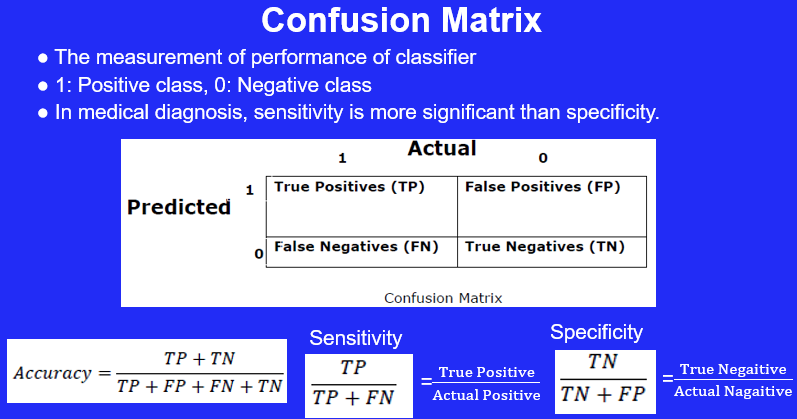 Confusion Matrix
● The measurement of performance of classifier
● 1: Positive class, 0: Negative class
● In medical diagnosis, sensitivity is more significant than specificity.
Actual
1 0
Predicted
1 True Positives (TP) False Positives (FP)
0 False Negatives (FN) True Negatives (TN)
Confusion Matrix
Accuracy = (TP + TN) / (TP + FP + FN + TN)
Sensitivity
TP / (TP + FN) = True Positive / Actual Positive
Specificity
TN / (TN + FP) = True Negaitive / Actual Nagaitive